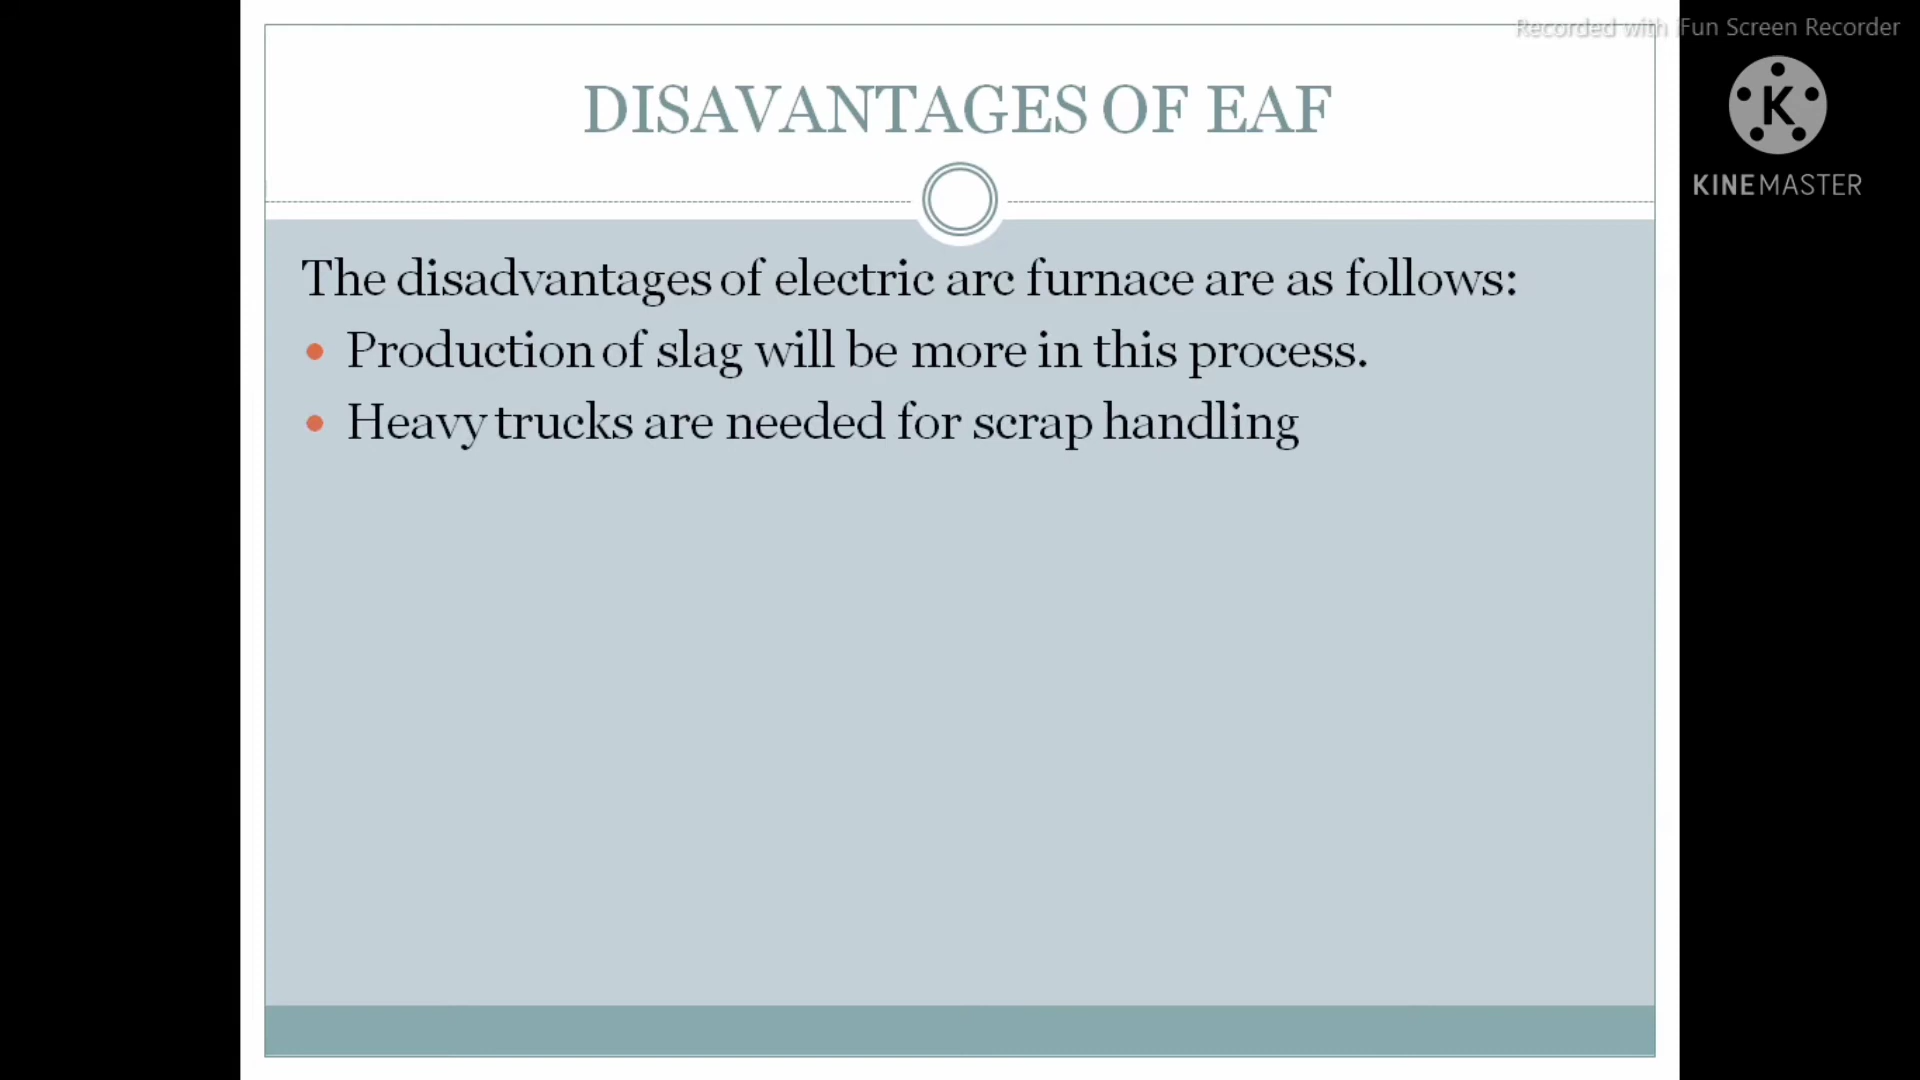 Recorded with iFun Screen Recorder
DISAVANTAGES OF EAF
K
KINEMASTER
The disadvantages of electric arc furnace are as follows:
• Production of slag will be more in this process.
• Heavy trucks are needed for scrap handling